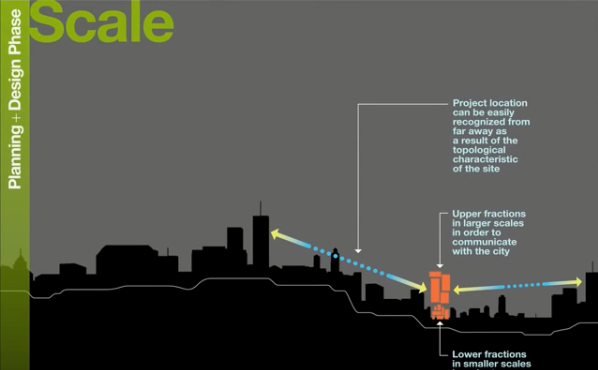 Scale
Planning + Design Phase
Project location
can be easily
recognized from
far away as
a result of the
topological
characteristic
of the site
Upper fractions
in larger scales
in order to
communicate
with the city
Lower fractions
in smaller scales